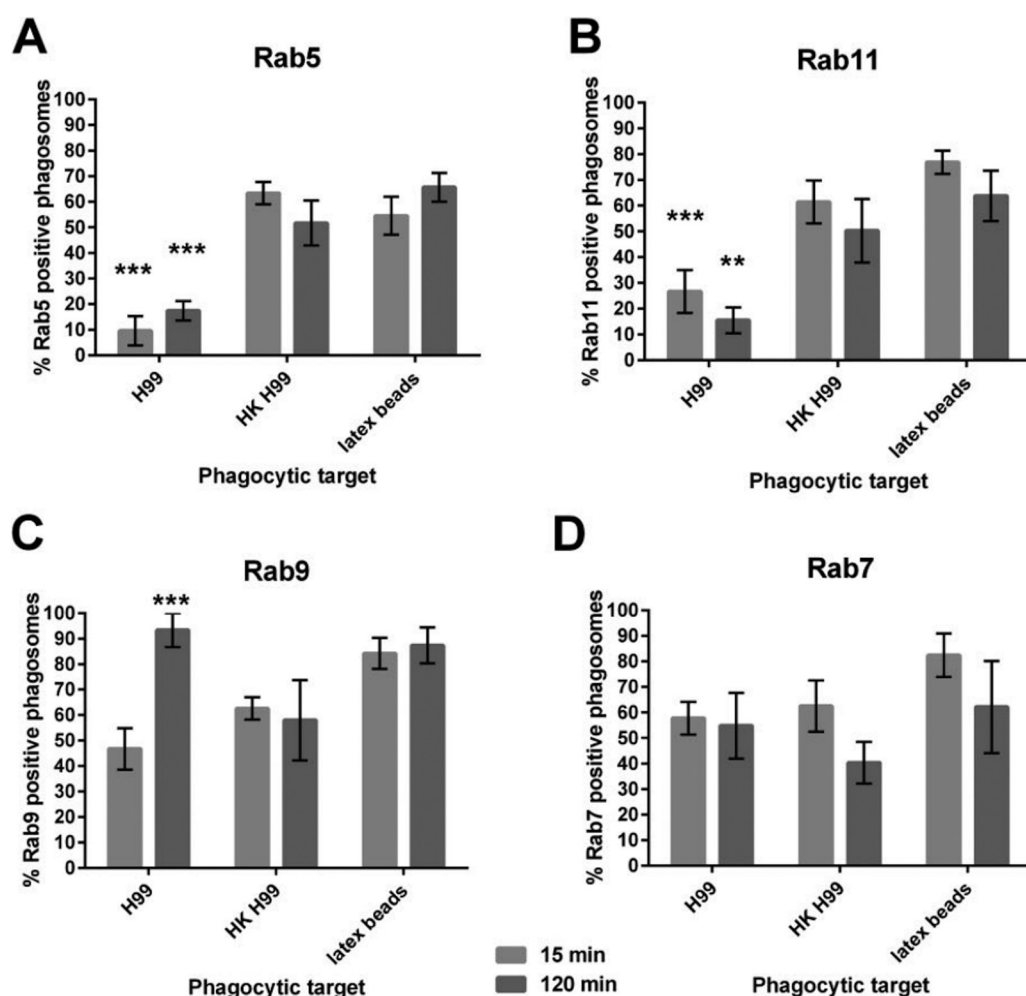 A
Rab5
% Rab5 positive phagosomes
100
90
80
70
60
50
40
30
20
10
0
***
***
H99
HK H99
latex beads
Phagocytic target
B
Rab11
% Rab11 positive phagosomes
100
90
80
70
60
50
40
30
20
10
0
***
**
H99
HK H99
latex beads
Phagocytic target
C
Rab9
% Rab9 positive phagosomes
100
90
80
70
60
50
40
30
20
10
0
***
H99
HK H99
latex beads
Phagocytic target
D
Rab7
% Rab7 positive phagosomes
100
90
80
70
60
50
40
30
20
10
0
H99
HK H99
latex beads
Phagocytic target
15 min
120 min